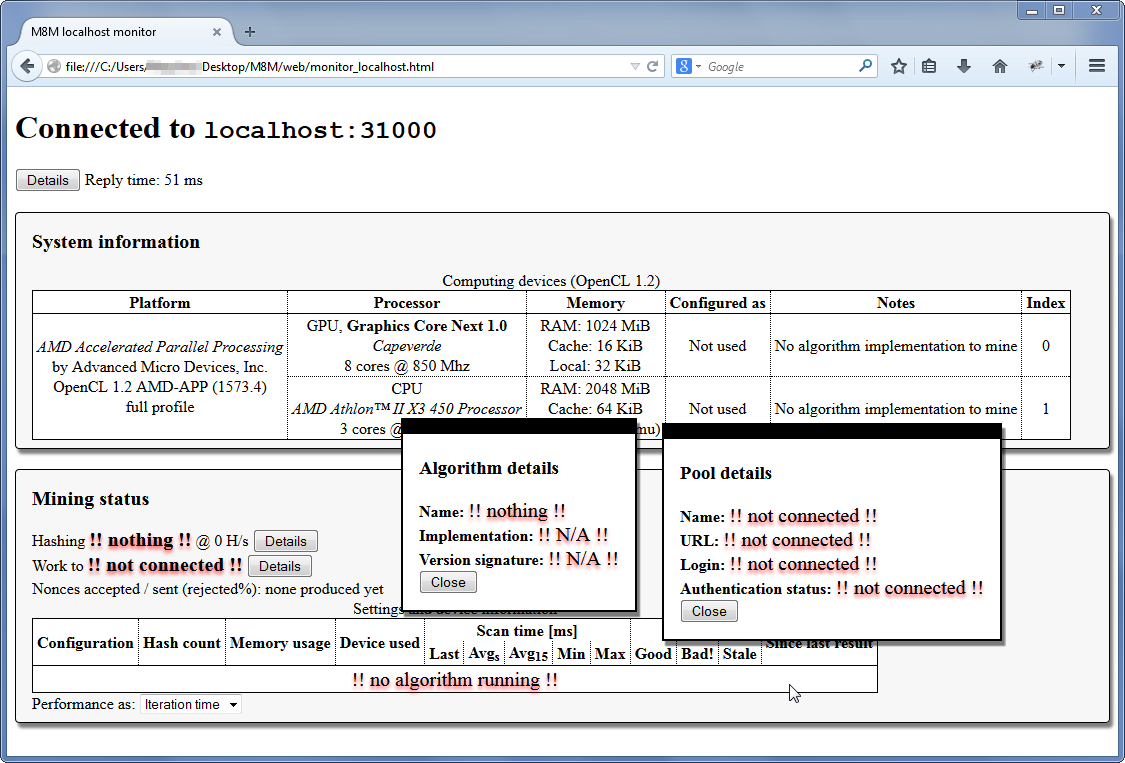 M8M localhost monitor
file:///C:/Users/ Desktop/M8M/web/monitor_localhost.html
8 Google
Connected to localhost:31000
Details Reply time: 51 ms
System information
Computing devices (OpenCL 1.2)
Platform Processor Memory Configured as Notes Index
AMD Accelerated Parallel Processing
by Advanced Micro Devices, Inc.
OpenCL 1.2 AMD-APP (1573.4)
full profile
GPU, Graphics Core Next 1.0
Capeverde
8 cores @ 850 Mhz
RAM: 1024 MiB
Cache: 16 KiB
Local: 32 KiB
Not used
No algorithm implementation to mine
0
CPU
AMD Athlon™ II X3 450 Processor
3 cores @
RAM: 2048 MiB
Cache: 64 KiB
mu)
Not used
No algorithm implementation to mine
1
Mining status
Hashing !! nothing !! @ 0 H/s Details
Work to !! not connected !! Details
Nonces accepted / sent (rejected%): none produced yet
Settings and device information
Configuration Hash count Memory usage Device used Scan time [ms]
Last Avgs Avg15 Min Max Good Bad! Stale Since last result
!! no algorithm running !!
Performance as: Iteration time
Algorithm details
Name: !! nothing !!
Implementation: !! N/A !!
Version signature: !! N/A !!
Close
Pool details
Name: !! not connected !!
URL: !! not connected !!
Login: !! not connected !!
Authentication status: !! not connected !!
Close